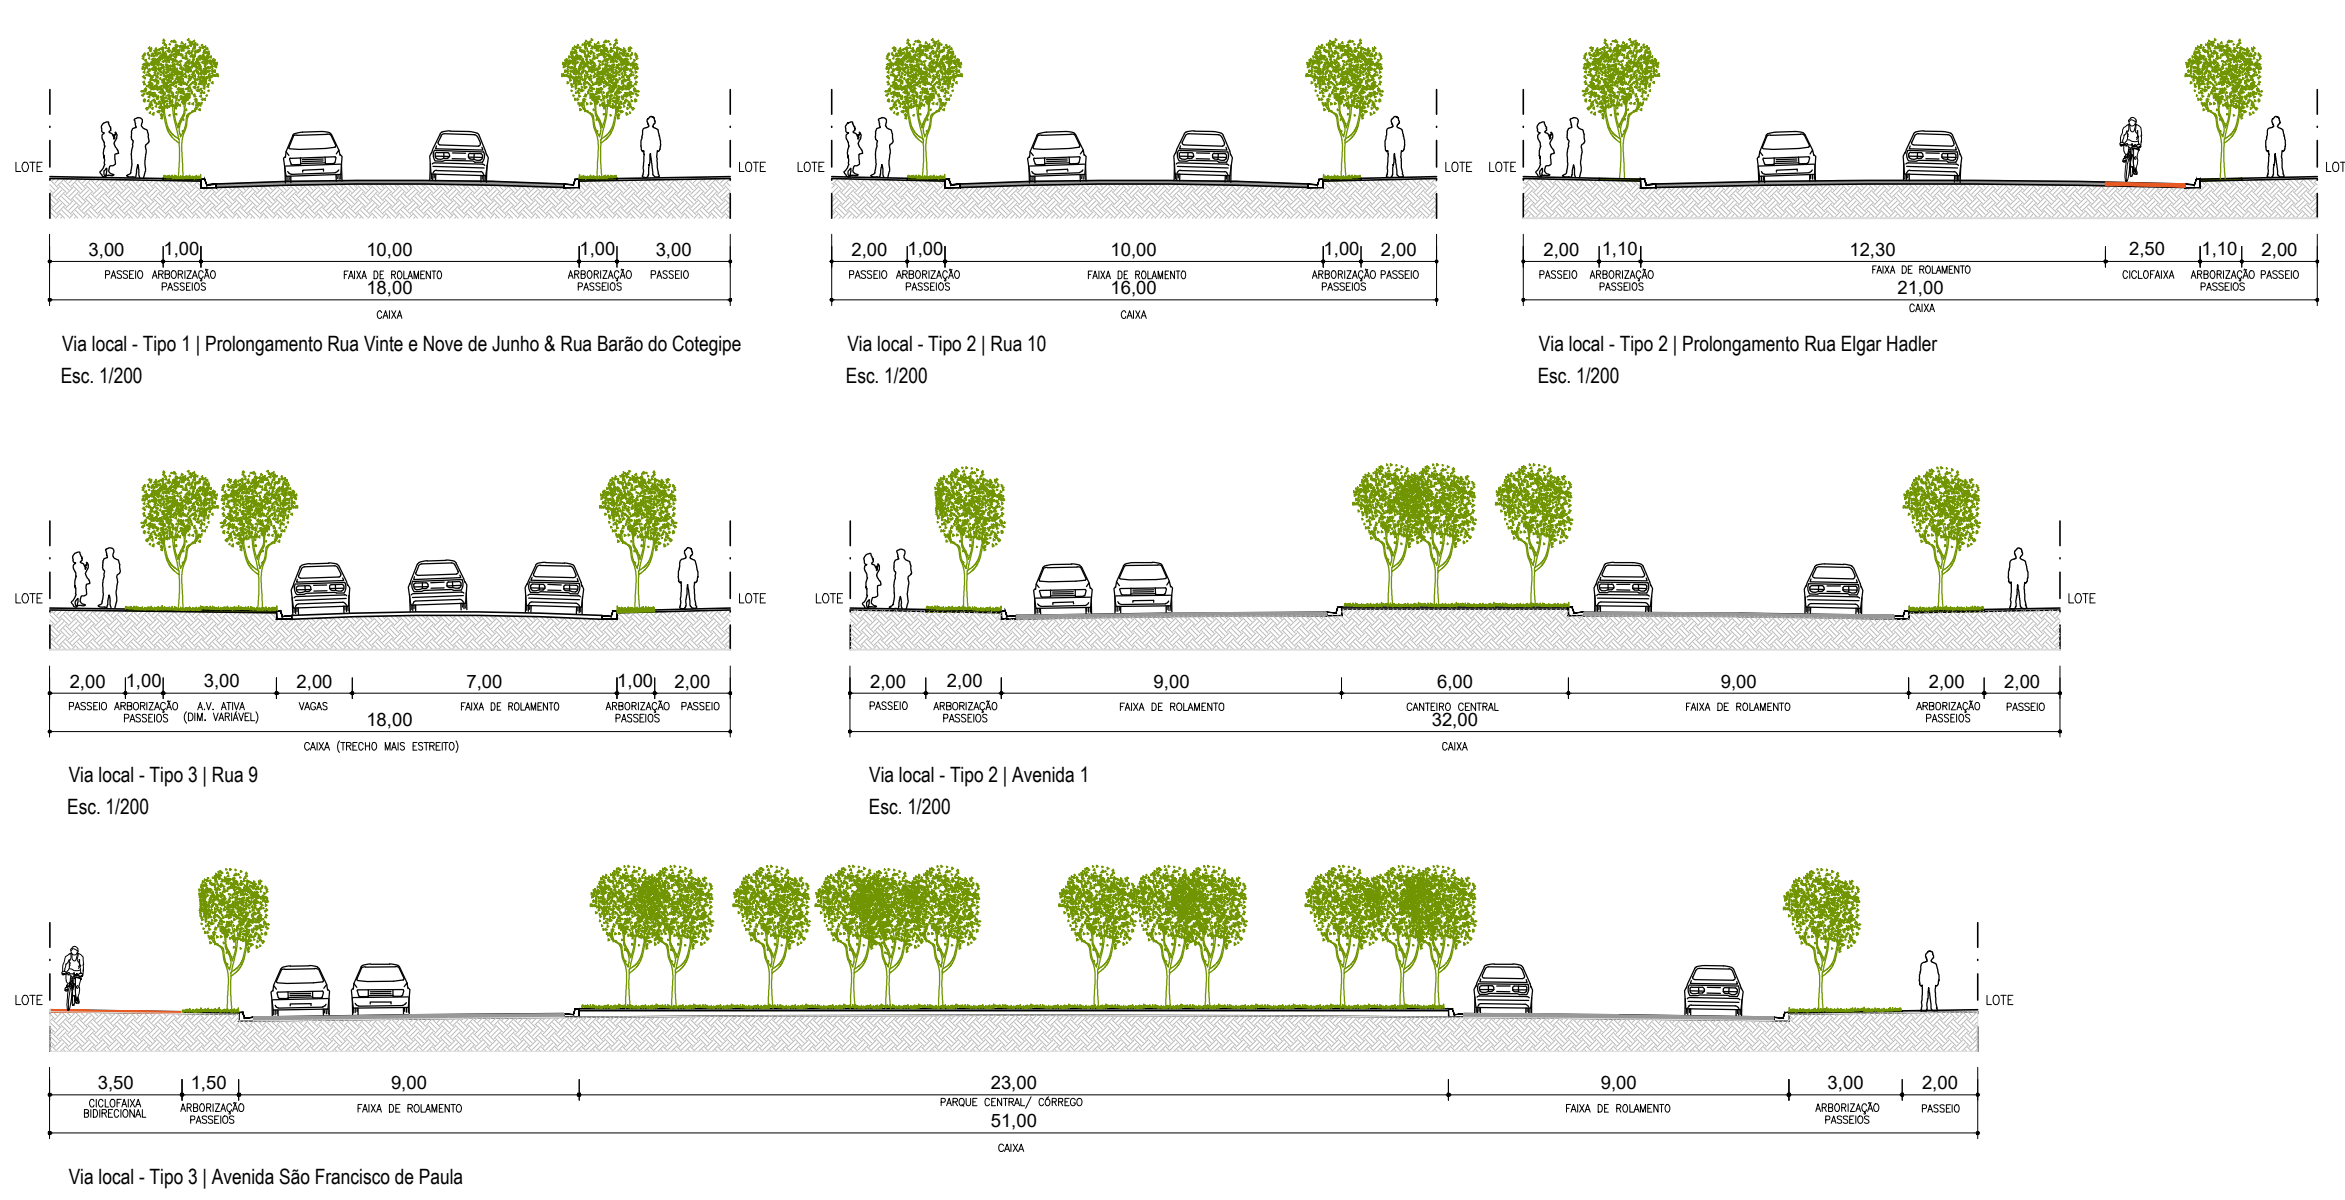 LOTE
LOTE
3,00 1,00 10,00 1,00 3,00
PASSEIO ARBORIZAÇÃO PASSEIOS FAIXA DE ROLAMENTO ARBORIZAÇÃO PASSEIOS PASSEIO
18,00
CAIXA
Via local - Tipo 1 | Prolongamento Rua Vinte e Nove de Junho & Rua Barão do Cotegipe
Esc. 1/200
LOTE
LOTE
2,00 1,00 10,00 1,00 2,00
PASSEIO ARBORIZAÇÃO PASSEIOS FAIXA DE ROLAMENTO ARBORIZAÇÃO PASSEIOS PASSEIO
16,00
CAIXA
Via local - Tipo 2 | Rua 10
Esc. 1/200
LOTE
LOT
2,00 1,10 12,30 2,50 1,10 2,00
PASSEIO ARBORIZAÇÃO PASSEIOS FAIXA DE ROLAMENTO CICLOFAIXA ARBORIZAÇÃO PASSEIOS PASSEIO
21,00
CAIXA
Via local - Tipo 2 | Prolongamento Rua Elgar Hadler
Esc. 1/200
LOTE
LOTE
2,00 1,00 3,00 2,00 7,00 1,00 2,00
PASSEIO ARBORIZAÇÃO PASSEIOS A.V. ATIVA (DIM. VARIÁVEL) VAGAS FAIXA DE ROLAMENTO ARBORIZAÇÃO PASSEIOS PASSEIO
18,00
CAIXA (TRECHO MAIS ESTREITO)
Via local - Tipo 3 | Rua 9
Esc. 1/200
LOTE
LOTE
2,00 2,00 9,00 6,00 9,00 2,00 2,00
PASSEIO ARBORIZAÇÃO PASSEIOS FAIXA DE ROLAMENTO CANTEIRO CENTRAL FAIXA DE ROLAMENTO ARBORIZAÇÃO PASSEIOS PASSEIO
32,00
CAIXA
Via local - Tipo 2 | Avenida 1
Esc. 1/200
LOTE
LOTE
3,50 1,50 9,00 23,00 9,00 3,00 2,00
CICLOFAIXA BIDIRECIONAL ARBORIZAÇÃO PASSEIOS FAIXA DE ROLAMENTO PARQUE CENTRAL/ CÓRREGO FAIXA DE ROLAMENTO ARBORIZAÇÃO PASSEIOS PASSEIO
51,00
CAIXA
Via local - Tipo 3 | Avenida São Francisco de Paula